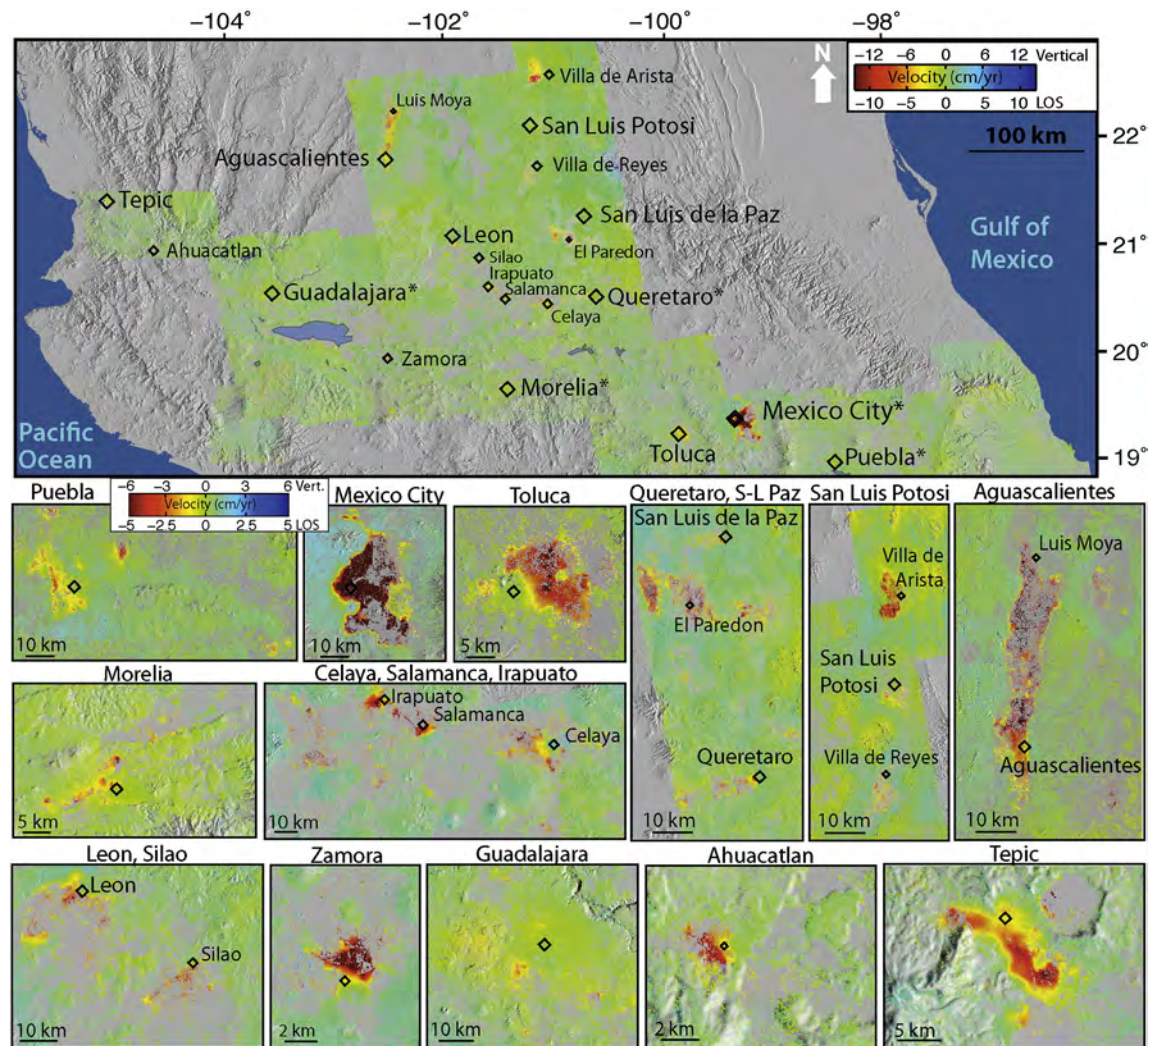 −104° −102° −100° −98°
N
−12 −6 0 6 12 Vertical
Velocity (cm/yr)
−10 −5 0 5 10 LOS
100 km
22°
21°
20°
19°
Villa de Arista
Luis Moya
San Luis Potosi
Aguascalientes
Villa de Reyes
Tepic
San Luis de la Paz
Gulf of
Mexico
Leon
Ahuacatlan
El Paredon
Silao
Irapuato
Salamanca
Guadalajara*
Queretaro*
Celaya
Zamora
Morelia*
Mexico City*
Pacific
Ocean
Toluca
Puebla*
Puebla
−6 −3 0 3 6 Vert.
Velocity (cm/yr)
−5 −2.5 0 2.5 5 LOS
10 km
Mexico City
10 km
Toluca
5 km
Queretaro, S-L Paz
San Luis de la Paz
El Paredon
Queretaro
10 km
San Luis Potosi
Villa de
Arista
San Luis
Potosi
Villa de Reyes
10 km
Aguascalientes
Luis Moya
Aguascalientes
10 km
Morelia
5 km
Celaya, Salamanca, Irapuato
Irapuato
Salamanca
Celaya
10 km
Leon, Silao
Leon
Silao
10 km
Zamora
2 km
Guadalajara
10 km
Ahuacatlan
2 km
Tepic
5 km